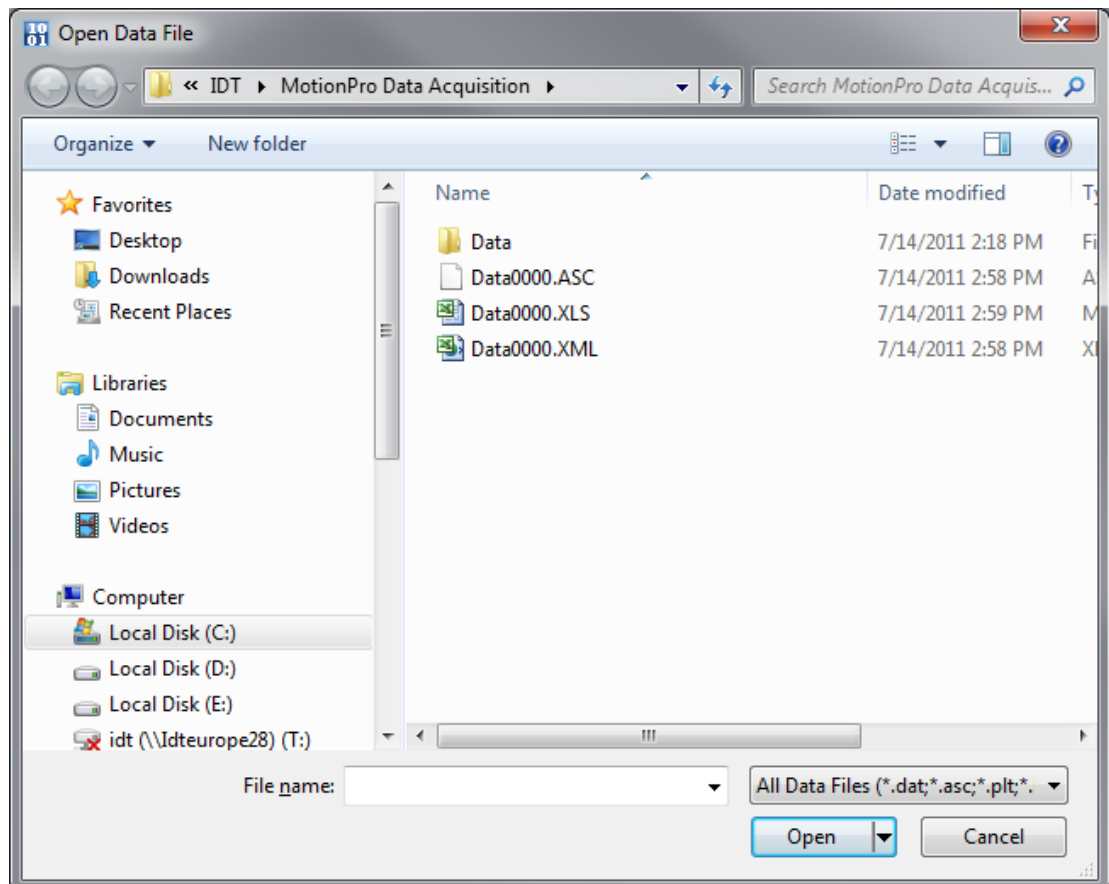 Open Data File
« IDT ▸ MotionPro Data Acquisition ▸
Search MotionPro Data Acquis...
Organize ▾ New folder
Favorites
Desktop
Downloads
Recent Places
Libraries
Documents
Music
Pictures
Videos
Computer
Local Disk (C:)
Local Disk (D:)
Local Disk (E:)
idt (\\Idteurope28) (T:)
Name Date modified
Data 7/14/2011 2:18 PM Fi
Data0000.ASC 7/14/2011 2:58 PM
Data0000.XLS 7/14/2011 2:59 PM
Data0000.XML 7/14/2011 2:58 PM
File name:
All Data Files (*.dat;*.asc;*.plt;*.
Open Cancel